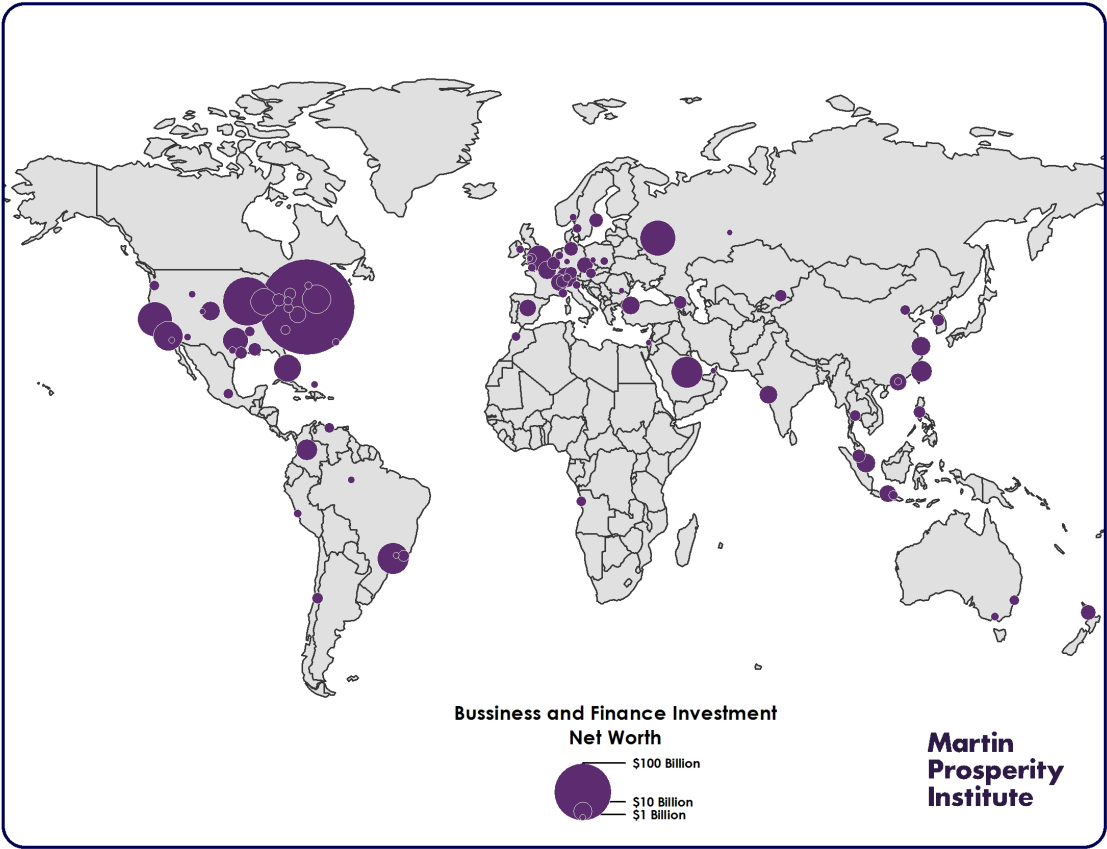 Bussiness and Finance Investment
Net Worth
$100 Billion
$10 Billion
$1 Billion
Martin
Prosperity
Institute